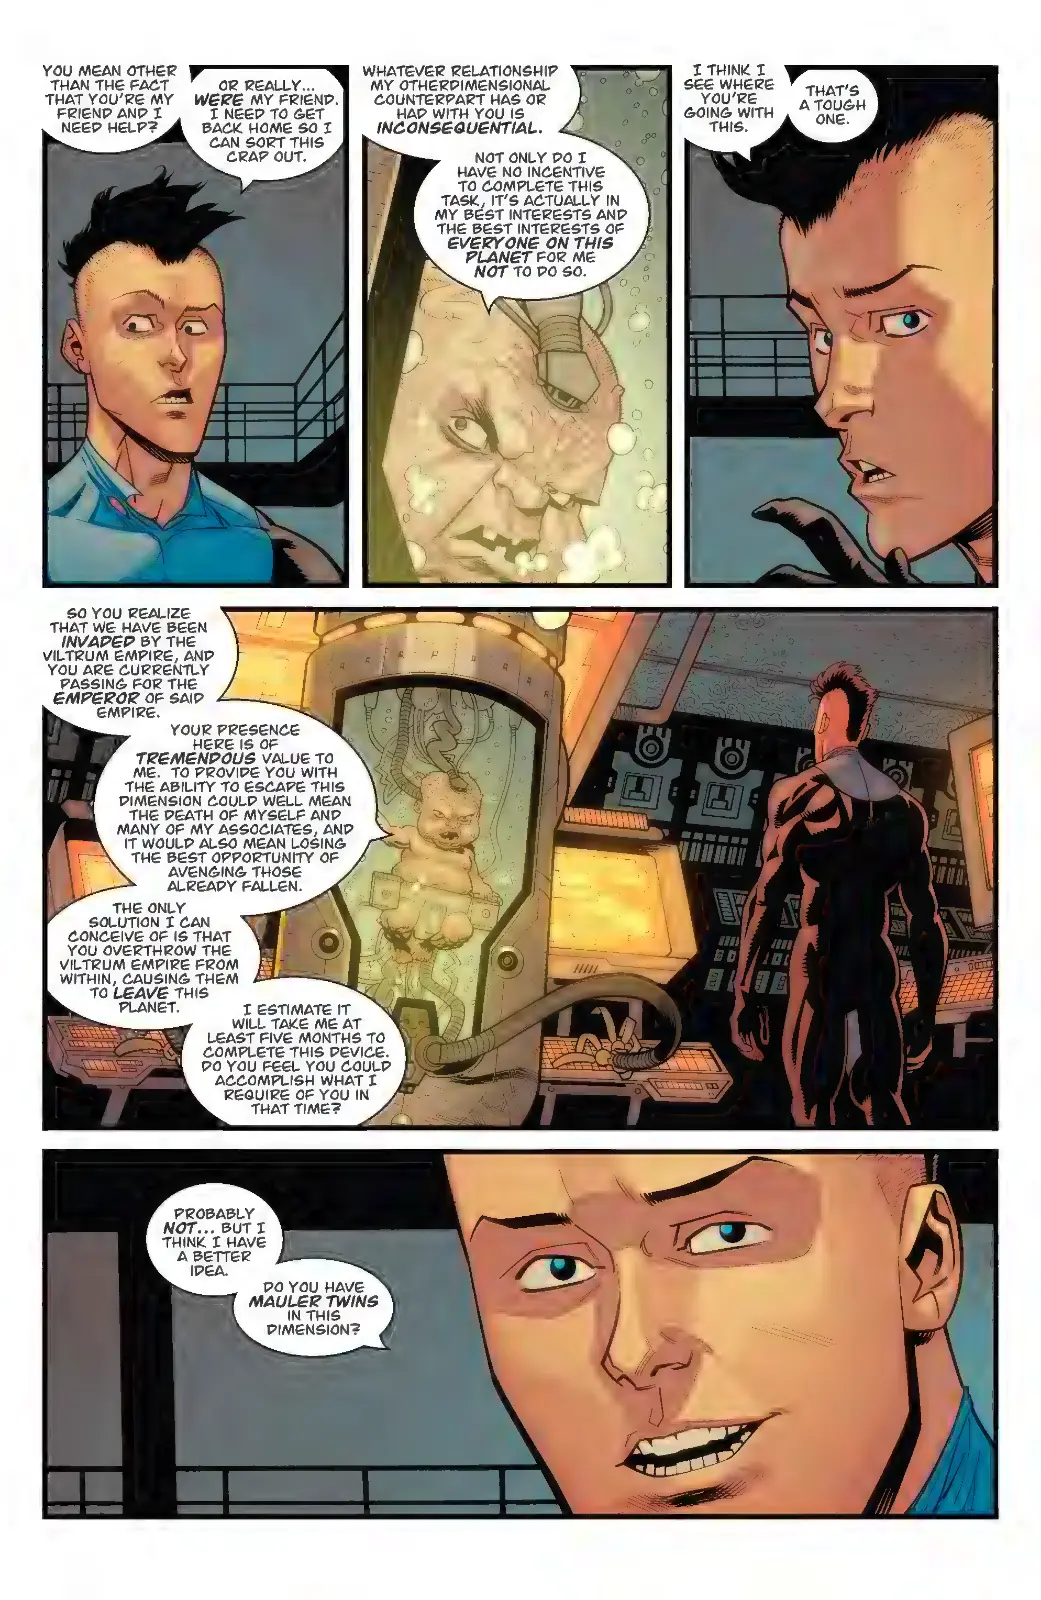 YOU MEAN OTHER
THAN THE FACT
THAT YOU'RE MY
FRIEND AND I
NEED HELP?
OR REALLY...
WERE MY FRIEND.
I NEED TO GET
BACK HOME SO I
CAN SORT THIS
CRAP OUT.
WHATEVER RELATIONSHIP
MY OTHERDIMENSIONAL
COUNTERPART HAS OR
HAD WITH YOU IS
INCONSEQUENTIAL.
NOT ONLY DO I
HAVE NO INCENTIVE
TO COMPLETE THIS
TASK, IT'S ACTUALLY IN
MY BEST INTERESTS AND
THE BEST INTERESTS OF
EVERYONE ON THIS
PLANET FOR ME
NOT TO DO SO.
I THINK I
SEE WHERE
YOU'RE
GOING WITH
THIS.
THAT'S
A TOUGH
ONE.
SO YOU REALIZE
THAT WE HAVE BEEN
INVADED BY THE
VILTRUM EMPIRE, AND
YOU ARE CURRENTLY
PASSING FOR THE
EMPEROR OF SAID
EMPIRE.
YOUR PRESENCE
HERE IS OF
TREMENDOUS VALUE TO
ME. TO PROVIDE YOU WITH
THE ABILITY TO ESCAPE THIS
DIMENSION COULD WELL MEAN
THE DEATH OF MYSELF AND
MANY OF MY ASSOCIATES, AND
IT WOULD ALSO MEAN LOSING
THE BEST OPPORTUNITY OF
AVENGING THOSE
ALREADY FALLEN.
THE ONLY
SOLUTION I CAN
CONCEIVE OF IS THAT
YOU OVERTHROW THE
VILTRUM EMPIRE FROM
WITHIN, CAUSING THEM
TO LEAVE THIS
PLANET.
I ESTIMATE IT
WILL TAKE ME AT
LEAST FIVE MONTHS TO
COMPLETE THIS DEVICE.
DO YOU FEEL YOU COULD
ACCOMPLISH WHAT I
REQUIRE OF YOU IN
THAT TIME?
PROBABLY
NOT... BUT I
THINK I HAVE
A BETTER
IDEA.
DO YOU HAVE
MAULER TWINS
IN THIS
DIMENSION?